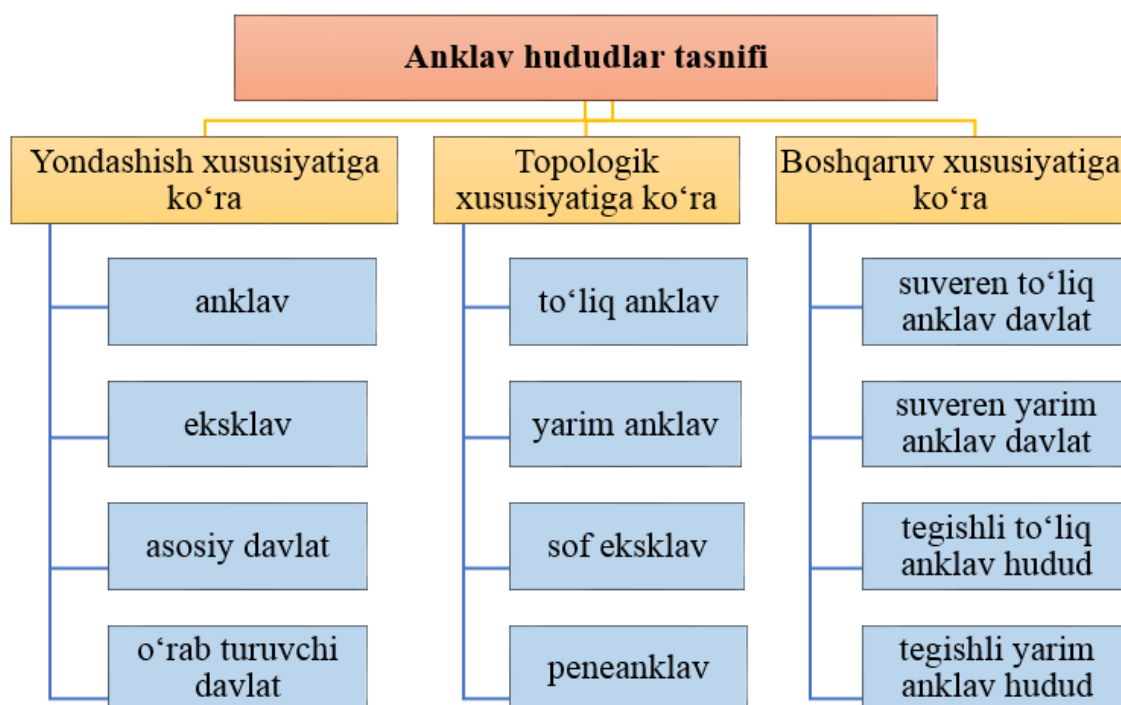 Anklav hududlar tasnifi
Yondashish xususiyatiga
ko‘ra
anklav
eksklav
asosiy davlat
o‘rab turuvchi
davlat
Topologik
xususiyatiga ko‘ra
to‘liq anklav
yarim anklav
sof eksklav
peneanklav
Boshqaruv xususiyatiga
ko‘ra
suveren to‘liq
anklav davlat
suveren yarim
anklav davlat
tegishli to‘liq
anklav hudud
tegishli yarim
anklav hudud